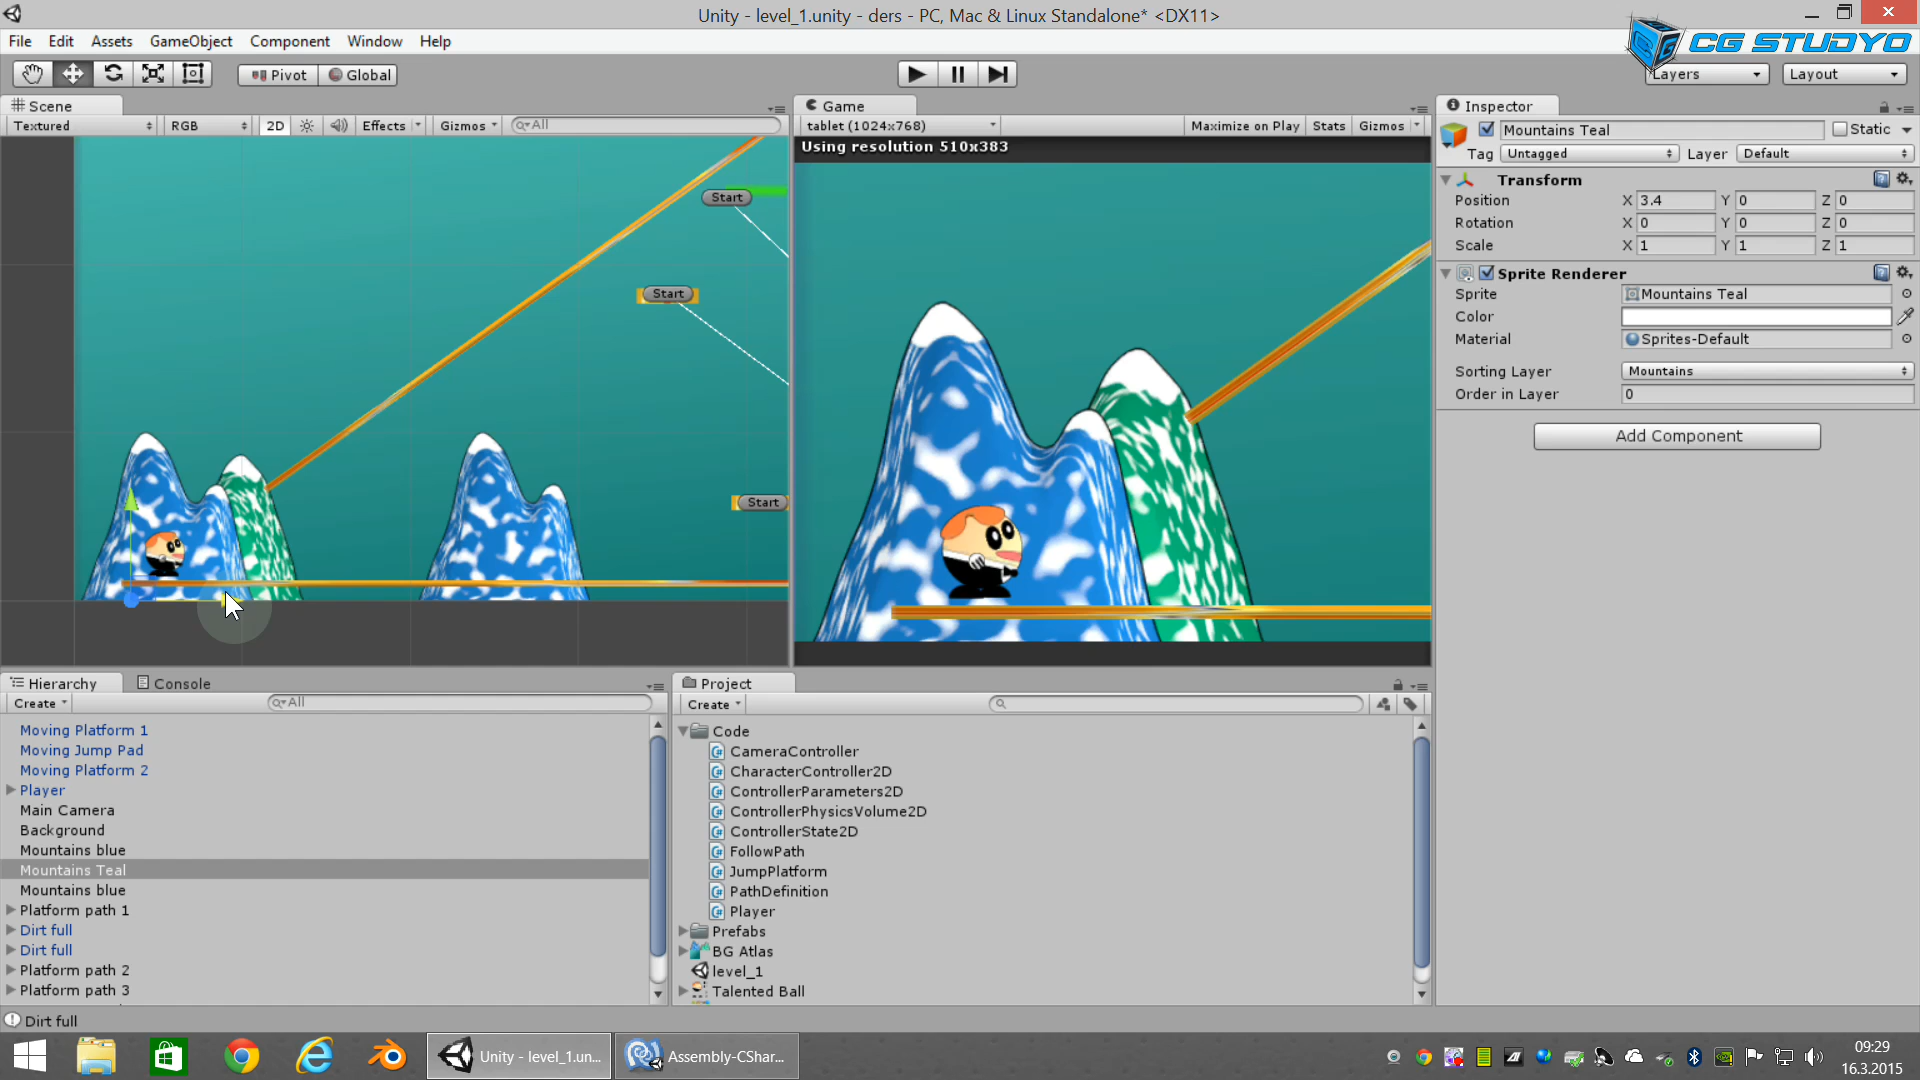 Unity - level_1.unity - ders - PC, Mac & Linux Standalone* <DX11>
File Edit Assets GameObject Component Window Help
CG STUDYO
Pivot Global
Layers Layout
Scene
Textured RGB 2D Effects Gizmos All
Start
Start
Start
Game
tablet (1024x768) Maximize on Play Stats Gizmos
Using resolution 510x383
Inspector
Mountains Teal Static
Tag Untagged Layer Default
Transform
Position X 3.4 Y 0 Z 0
Rotation X 0 Y 0 Z 0
Scale X 1 Y 1 Z 1
Sprite Renderer
Sprite Mountains Teal
Color
Material Sprites-Default
Sorting Layer Mountains
Order in Layer 0
Add Component
Hierarchy Console
Create All
Moving Platform 1
Moving Jump Pad
Moving Platform 2
Player
Main Camera
Background
Mountains blue
Mountains Teal
Mountains blue
Platform path 1
Dirt full
Dirt full
Platform path 2
Platform path 3
Project
Create
Code
CameraController
CharacterController2D
ControllerParameters2D
ControllerPhysicsVolume2D
ControllerState2D
FollowPath
JumpPlatform
PathDefinition
Player
Prefabs
BG Atlas
level_1
Talented Ball
Dirt full
Unity - level_1.un...
Assembly-CShar...
09:29
16.3.2015